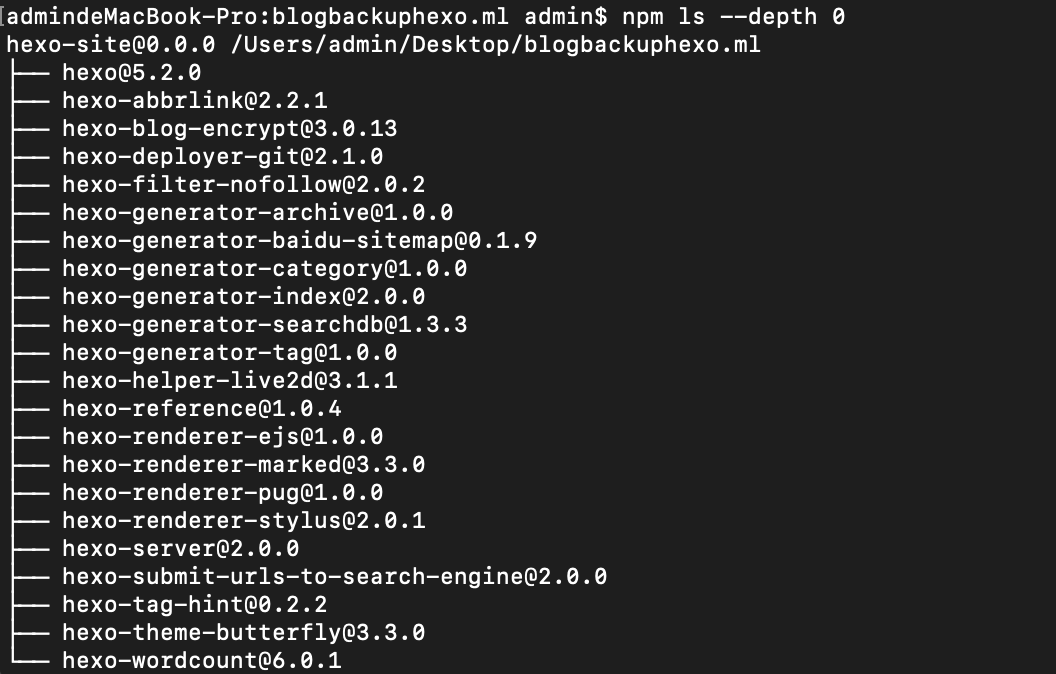 [admindeMacBook-Pro:blogbackuphexo.ml admin$ npm ls --depth 0
hexo-site@0.0.0 /Users/admin/Desktop/blogbackuphexo.ml
├── hexo@5.2.0
├── hexo-abbrlink@2.2.1
├── hexo-blog-encrypt@3.0.13
├── hexo-deployer-git@2.1.0
├── hexo-filter-nofollow@2.0.2
├── hexo-generator-archive@1.0.0
├── hexo-generator-baidu-sitemap@0.1.9
├── hexo-generator-category@1.0.0
├── hexo-generator-index@2.0.0
├── hexo-generator-searchdb@1.3.3
├── hexo-generator-tag@1.0.0
├── hexo-helper-live2d@3.1.1
├── hexo-reference@1.0.4
├── hexo-renderer-ejs@1.0.0
├── hexo-renderer-marked@3.3.0
├── hexo-renderer-pug@1.0.0
├── hexo-renderer-stylus@2.0.1
├── hexo-server@2.0.0
├── hexo-submit-urls-to-search-engine@2.0.0
├── hexo-tag-hint@0.2.2
├── hexo-theme-butterfly@3.3.0
└── hexo-wordcount@6.0.1